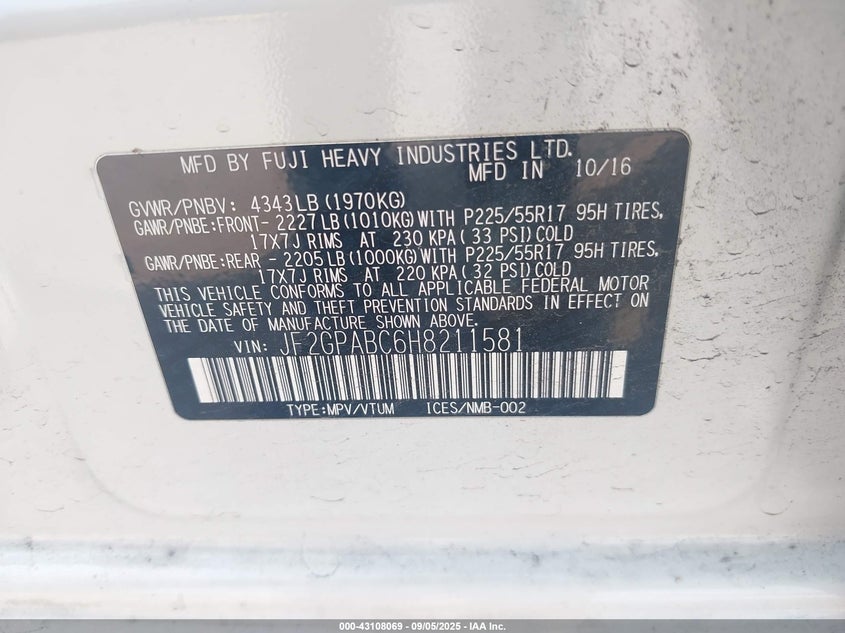 MFD BY FUJI HEAVY INDUSTRIES LTD.
MFD IN 10/16
GVWR/PNBV: 4343LB(1970KG)
GAWR/PNBE:FRONT- 2227LB(1010KG)WITH P225/55R17 95H TIRES,
17X7J RIMS AT 230 KPA( 33 PSI)COLD
GAWR/PNBE:REAR - 2205LB(1000KG)WITH P225/55R17 95H TIRES,
17X7J RIMS AT 220 KPA( 32 PSI)COLD
THIS VEHICLE CONFORMS TO ALL APPLICABLE FEDERAL MOTOR
VEHICLE SAFETY AND THEFT PREVENTION STANDARDS IN EFFECT ON
THE DATE OF MANUFACTURE SHOWN ABOVE.
VIN: JF2GPABC6H8211581
TYPE:MPV/VTUM ICES/NMB-002
000-43108069 - 09/05/2025 - IAA Inc.